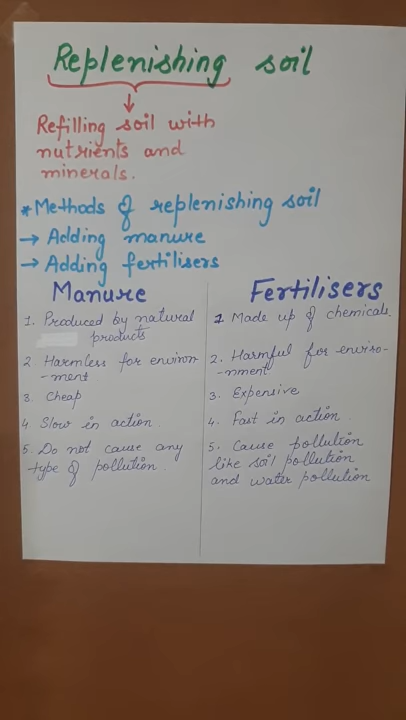 Replenishing soil
Refilling soil with
nutrients and
minerals.
*Methods of replenishing soil
→ Adding manure
→ Adding fertilisers
Manure
1. Produced by natural
products
2. Harmless for environ
-ment
3. Cheap
4 Slow in action.
5. Do not cause any
type of pollution.
Fertilisers
1. Made up of chemicals.
2. Harmful for enviro-
-nment
3. Expensive
4. Fast in action.
5. Cause pollution
like soil pollution
and water pollution